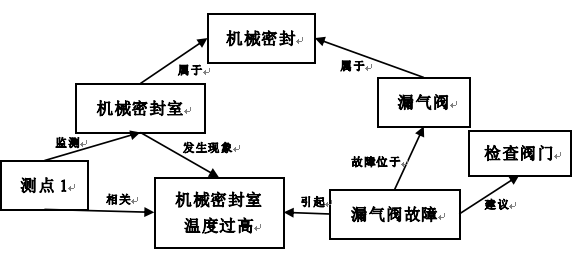 机械密封
属于
属于
机械密封室
漏气阀
监测
发生现象
故障位于
检查阀门
测点1
相关
机械密封室
温度过高
引起
漏气阀故障
建议